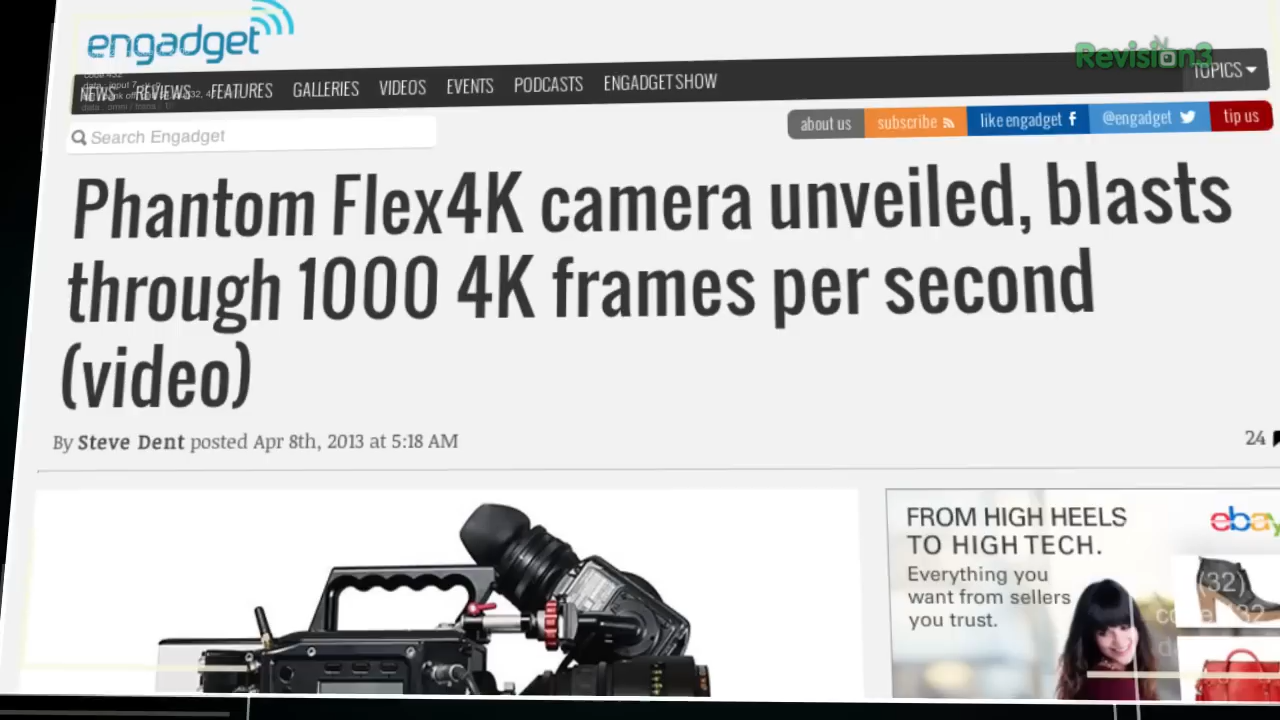 engadget
Revision3
NEWS REVIEWS FEATURES GALLERIES VIDEOS EVENTS PODCASTS ENGADGET SHOW TOPICS
Search Engadget
about us subscribe like engadget @engadget tip us
Phantom Flex4K camera unveiled, blasts
through 1000 4K frames per second
(video)
By Steve Dent posted Apr 8th, 2013 at 5:18 AM
24
FROM HIGH HEELS
TO HIGH TECH.
ebay
Everything you
want from sellers
you trust.
(32)